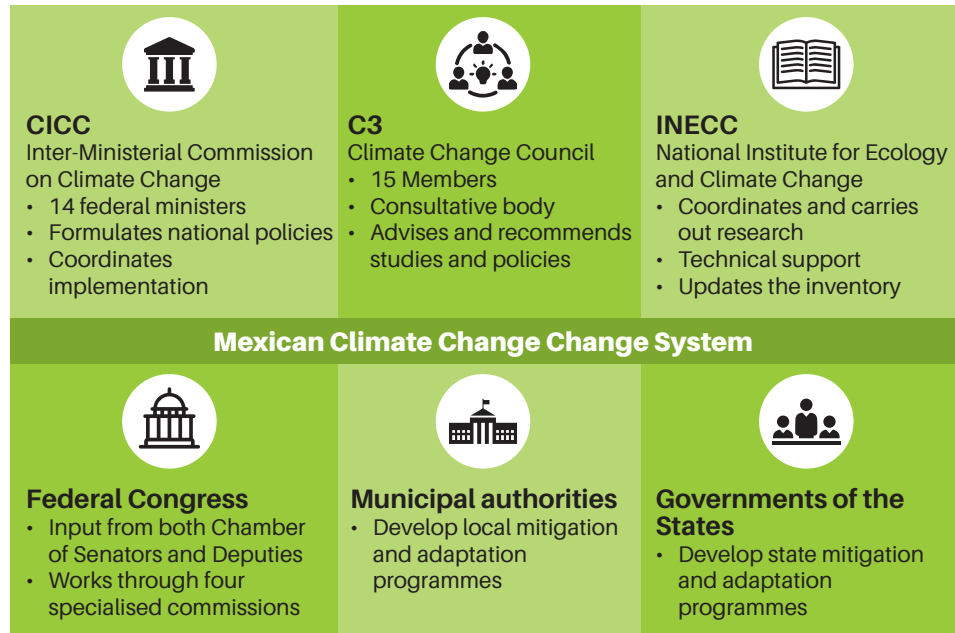 CICC
Inter-Ministerial Commission
on Climate Change
• 14 federal ministers
• Formulates national policies
• Coordinates
implementation
C3
Climate Change Council
• 15 Members
• Consultative body
• Advises and recommends
studies and policies
INECC
National Institute for Ecology
and Climate Change
• Coordinates and carries
out research
• Technical support
• Updates the inventory
Mexican Climate Change Change System
Federal Congress
• Input from both Chamber
of Senators and Deputies
• Works through four
specialised commissions
Municipal authorities
• Develop local mitigation
and adaptation
programmes
Governments of the
States
• Develop state mitigation
and adaptation
programmes